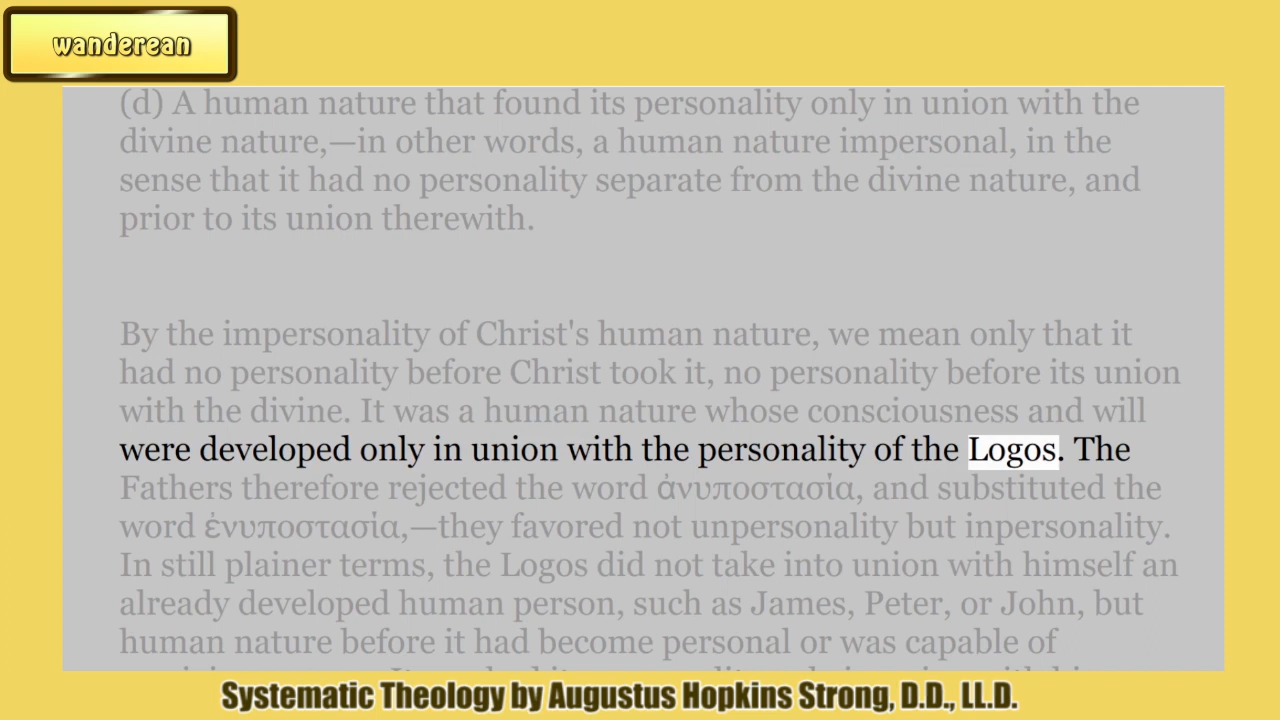 wanderean
(d) A human nature that found its personality only in union with the
divine nature,—in other words, a human nature impersonal, in the
sense that it had no personality separate from the divine nature, and
prior to its union therewith.
By the impersonality of Christ's human nature, we mean only that it
had no personality before Christ took it, no personality before its union
with the divine. It was a human nature whose consciousness and will
were developed only in union with the personality of the Logos. The
Fathers therefore rejected the word ἀνυποστασία, and substituted the
word ἐνυποστασία,—they favored not unpersonality but inpersonality.
In still plainer terms, the Logos did not take into union with himself an
already developed human person, such as James, Peter, or John, but
human nature before it had become personal or was capable of
Systematic Theology by Augustus Hopkins Strong, D.D., LL.D.